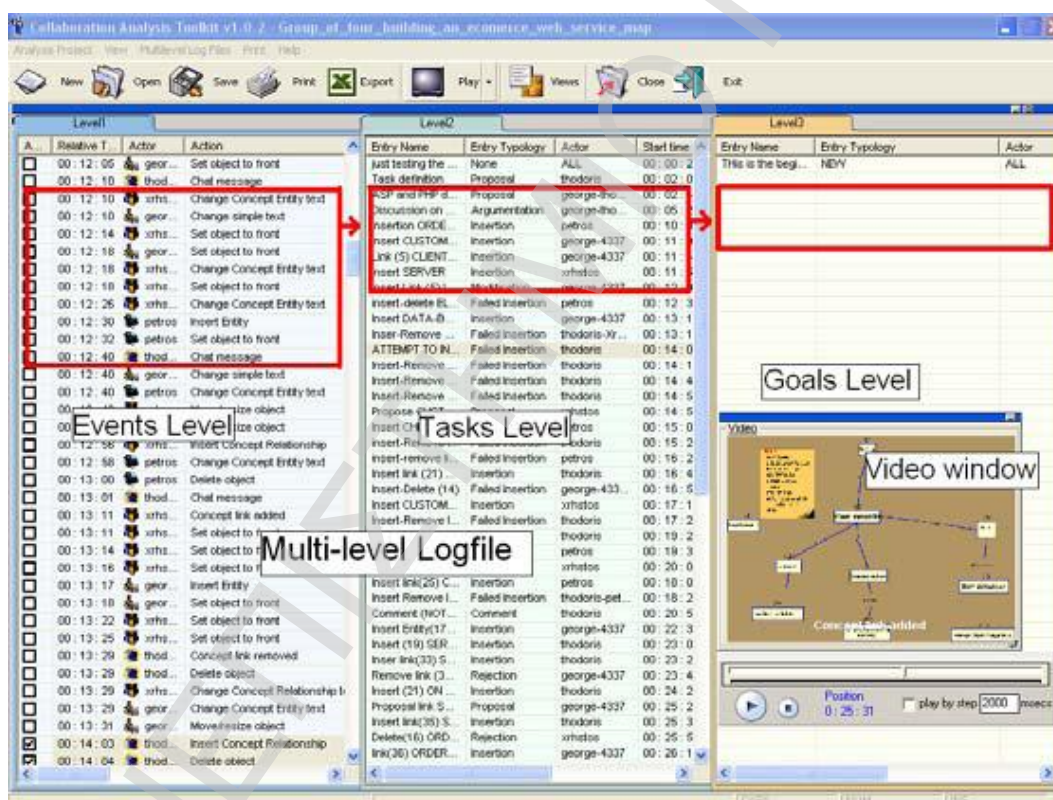 Collaboration Analysis Toolkit v1.0.2 - Group_of_four_building_an_ecomerce_web_service_map
Analysis Project View Multilevel Log Files Print Help
New Open Save Print Export Play Views Close Exit
Level1
A... Relative T... Actor Action
00:12:05 geor... Set object to front
00:12:10 thod... Chat message
00:12:10 xrhs... Change Concept Entity text
00:12:10 geor... Change simple text
00:12:14 xrhs... Set object to front
00:12:18 geor... Set object to front
00:12:18 xrhs... Change Concept Entity text
00:12:18 xrhs... Set object to front
00:12:26 xrhs... Change Concept Entity text
00:12:30 petros Insert Entity
00:12:32 petros Set object to front
00:12:40 thod... Chat message
00:12:40 geor... Change simple text
00:12:40 petros Change Concept Entity text
Events Level
00:12:56 xrhs... Insert Concept Relationship
00:12:58 petros Change Concept Entity text
00:13:00 petros Delete object
00:13:01 thod... Chat message
00:13:11 xrhs... Concept link added
00:13:11 xrhs... Set object to
00:13:14 xrhs... Set object to
00:13:16 xrhs... Set object to
00:13:17 geor... Insert Entity
00:13:18 geor... Set object to front
00:13:22 xrhs... Set object to front
00:13:25 xrhs... Set object to front
00:13:29 thod... Concept link removed
00:13:29 thod... Delete object
00:13:29 xrhs... Change Concept Relationship
00:13:29 geor... Change Concept Entity text
00:13:31 geor... Move/resize object
00:14:03 thod... Insert Concept Relationship
00:14:04 thod... Delete object
Level2
Entry Name Entry Typology Actor Start time
just testing the ... None ALL 00:00:2
Task definition Proposal thodoris 00:02:0
ASP and PHP d... Proposal george-tho... 00:02:
Discussion on ... Argumentation george-tho... 00:05:
Insertion ORDE... Insertion petros 00:10:
Insert CUSTOM... Insertion george-4337 00:11:
Link (5) CLIENT... Insertion george-4337 00:11:
Insert SERVER Insertion xrhstos 00:11:
Insert-delete EL... Failed Insertion petros 00:12:3
Insert DATA-B... Insertion george-4337 00:13:1
Inser-Remove ... Failed Insertion thodoris-Xr... 00:13:1
ATTEMPT TO IN... Failed Insertion thodoris 00:14:0
Insert-Remove ... Failed Insertion thodoris 00:14:1
Insert-Remove ... Failed Insertion thodoris 00:14:4
Insert-Remove ... Failed Insertion thodoris 00:14:5
Tasks Level
insert-remove li... Failed Insertion petros 00:16:2
Insert link (21) ... Insertion thodoris 00:16:4
Insert-Delete (14) Failed Insertion george-433... 00:16:5
Insert CUSTOM... Insertion xrhstos 00:17:1
Insert-Remove l... Failed Insertion thodoris 00:17:2
thodoris 00:19:2
petros 00:19:3
xrhstos 00:20:0
Multi-level Logfile
Insert link(25) C... Insertion petros 00:18:0
Insert Remove l... Failed Insertion thodoris-pet... 00:18:2
Comment (NOT... Comment thodoris 00:20:5
Insert Entity(17... Insertion george-4337 00:22:3
Insert (19) SER... Insertion thodoris 00:23:0
Inser link(33) S... Insertion thodoris 00:23:2
Remove link (3... Rejection george-4337 00:23:4
Insert (21) ON ... Insertion thodoris 00:24:2
Proposal link S... Proposal george-4337 00:25:2
Insert link(35) S... Insertion thodoris 00:25:3
Delete(16) ORD... Rejection xrhstos 00:25:5
link(36) ORDER... Insertion george-4337 00:26:1
Level3
Entry Name Entry Typology Actor
THis is the begi... NEW ALL
Goals Level
Video
Video window
Concept link added
Position
0:25:31
play by step 2000 msecs